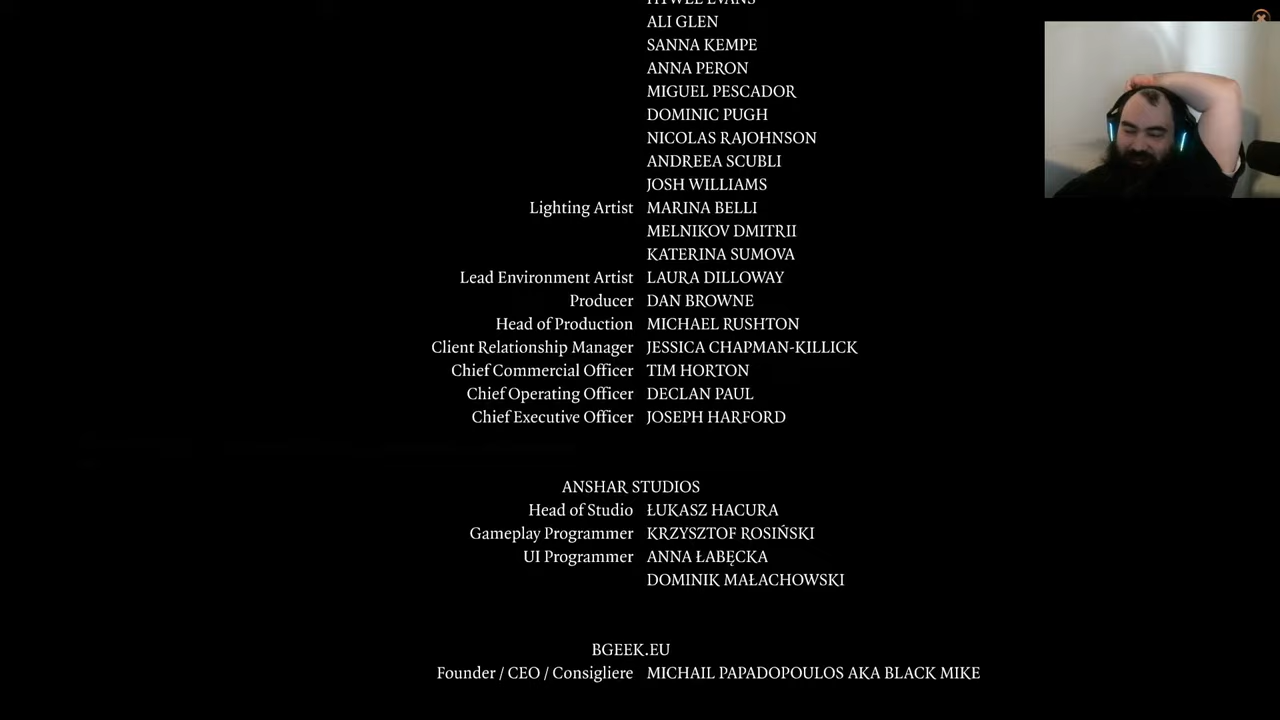 ALI GLEN
SANNA KEMPE
ANNA PERON
MIGUEL PESCADOR
DOMINIC PUGH
NICOLAS RAJOHNSON
ANDREEA SCUBLI
JOSH WILLIAMS
Lighting Artist MARINA BELLI
MELNIKOV DMITRII
KATERINA SUMOVA
Lead Environment Artist LAURA DILLOWAY
Producer DAN BROWNE
Head of Production MICHAEL RUSHTON
Client Relationship Manager JESSICA CHAPMAN-KILLICK
Chief Commercial Officer TIM HORTON
Chief Operating Officer DECLAN PAUL
Chief Executive Officer JOSEPH HARFORD
ANSHAR STUDIOS
Head of Studio ŁUKASZ HACURA
Gameplay Programmer KRZYSZTOF ROSIŃSKI
UI Programmer ANNA ŁABĘCKA
DOMINIK MAŁACHOWSKI
BGEEK.EU
Founder / CEO / Consigliere MICHAIL PAPADOPOULOS AKA BLACK MIKE